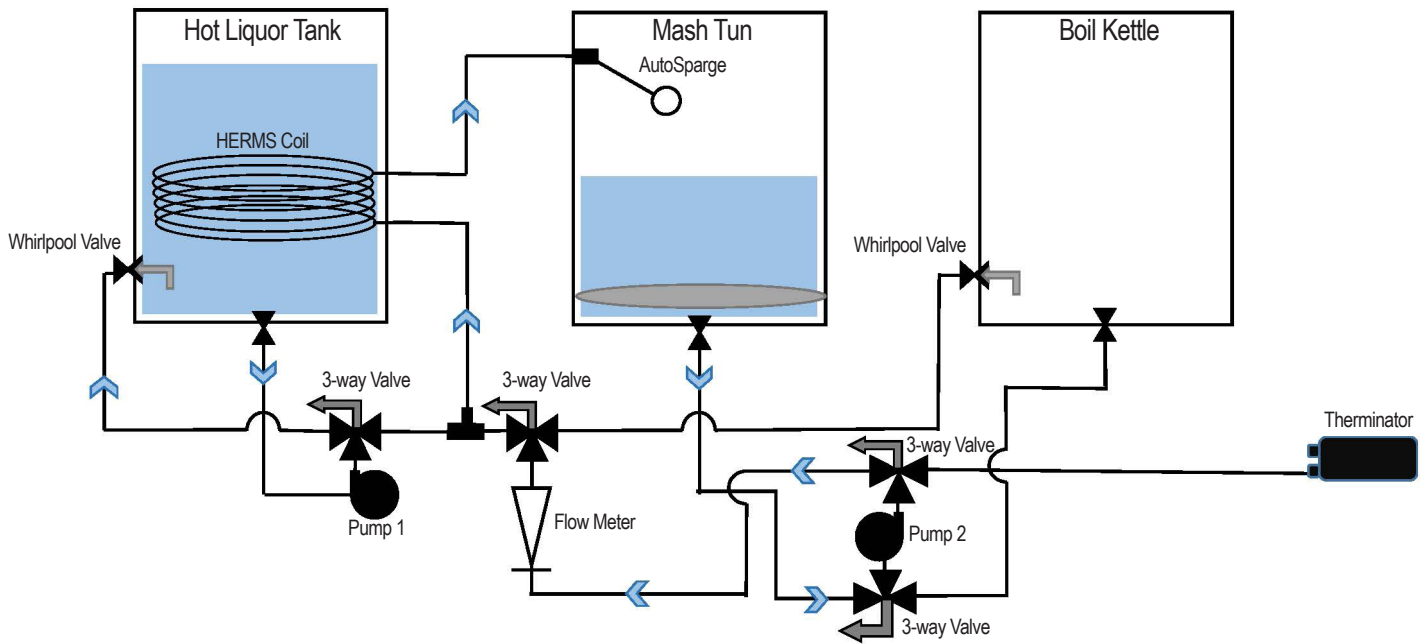 Hot Liquor Tank
Mash Tun
Boil Kettle
AutoSparge
HERMS Coil
Whirlpool Valve
Whirlpool Valve
3-way Valve
3-way Valve
Therminator
3-way Valve
Pump 1
Flow Meter
Pump 2
3-way Valve